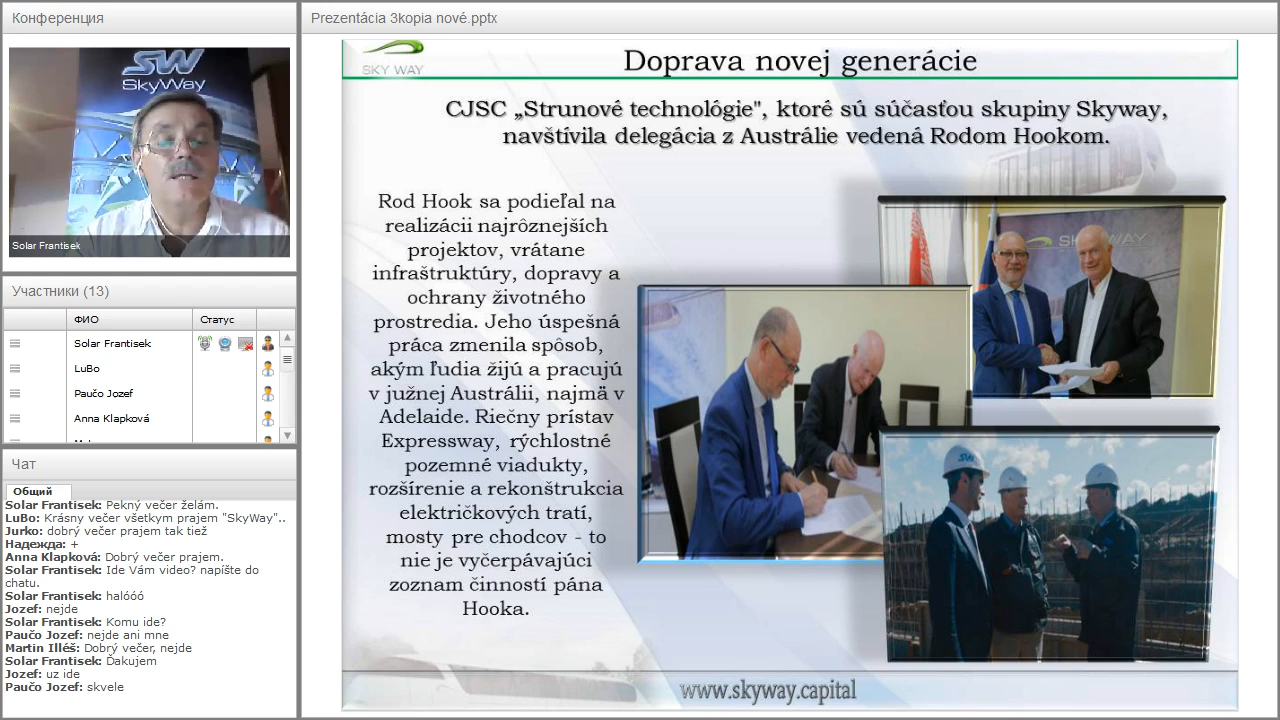 Конференция
SW
SkyWay
Solar Frantisek
Участники (13)
ФИО
Статус
Solar Frantisek
LuBo
Paučo Jozef
Anna Klapková
Чат
Общий
Solar Frantisek: Pekný večer želám.
LuBo: Krásny večer všetkym prajem "SkyWay"..
Jurko: dobrý večer prajem tak tiež
Надежда: +
Anna Klapková: Dobrý večer prajem.
Solar Frantisek: Ide Vám video? napíšte do
chatu.
Solar Frantisek: halóóó
Jozef: nejde
Solar Frantisek: Komu ide?
Paučo Jozef: nejde ani mne
Martin Illéš: Dobrý večer, nejde
Solar Frantisek: Ďakujem
Jozef: uz ide
Paučo Jozef: skvele
Prezentácia 3kopia nové.pptx
SKY WAY
Doprava novej generácie
CJSC „Strunové technológie", ktoré sú súčasťou skupiny Skyway,
navštívila delegácia z Austrálie vedená Rodom Hookom.
Rod Hook sa podieľal na
realizácii najrôznejších
projektov, vrátane
infraštruktúry, dopravy a
ochrany životného
prostredia. Jeho úspešná
práca zmenila spôsob,
akým ľudia žijú a pracujú
v južnej Austrálii, najmä v
Adelaide. Riečny prístav
Expressway, rýchlostné
pozemné viadukty,
rozšírenie a rekonštrukcia
električkových tratí,
mosty pre chodcov - to
nie je vyčerpávajúci
zoznam činností pána
Hooka.
SKYWAY
SW
www.skyway.capital